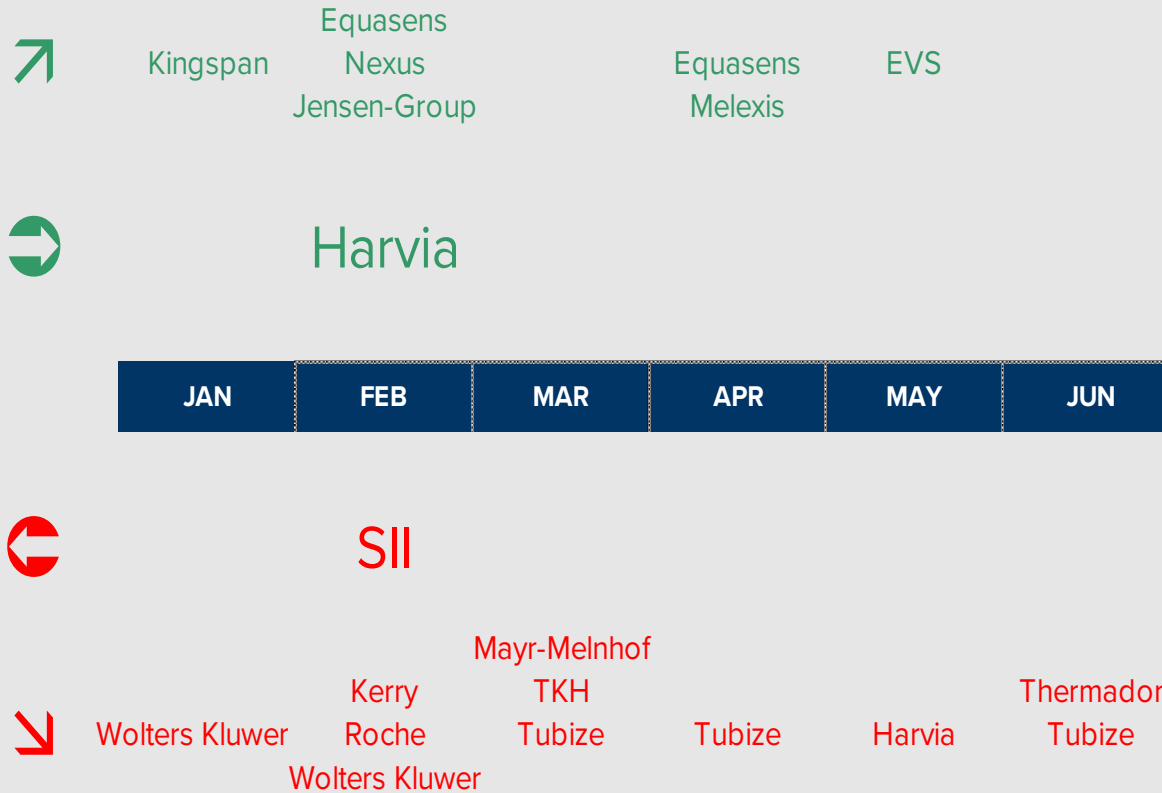 Equasens
Kingspan Nexus Equasens EVS
Jensen-Group Melexis
Harvia
JAN FEB MAR APR MAY JUN
SII
Mayr-Melnhof
Kerry TKH Thermador
Wolters Kluwer Roche Tubize Tubize Harvia Tubize
Wolters Kluwer